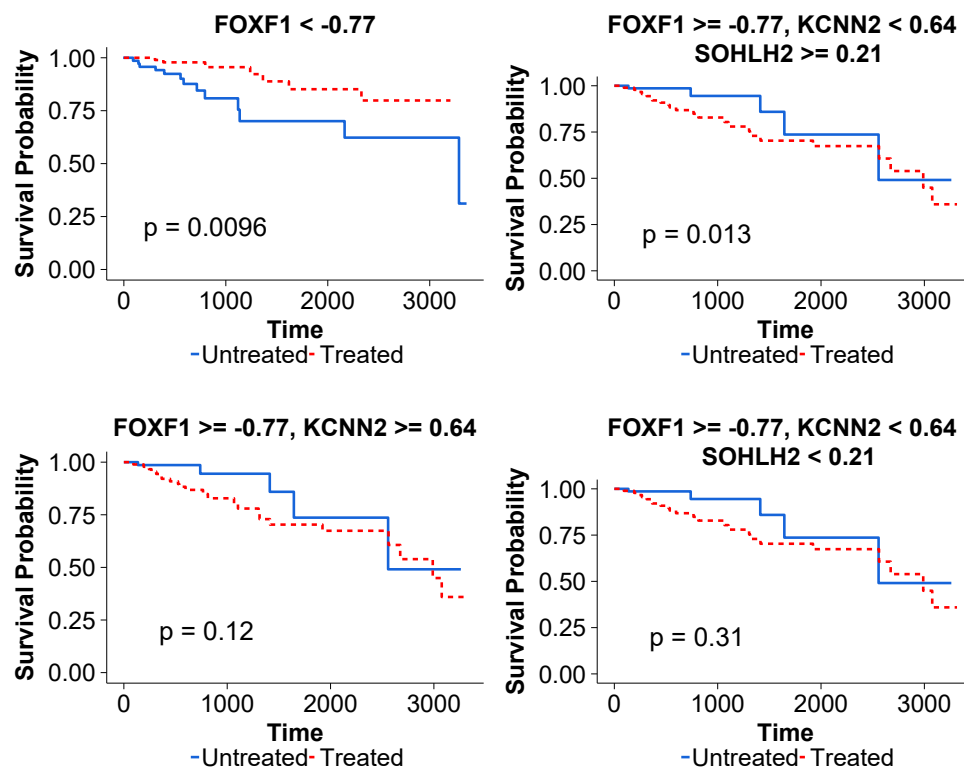 FOXF1 < -0.77
Survival Probability
1.00
0.75
0.50
0.25
0.00
p = 0.0096
0 1000 2000 3000
Time
Untreated Treated
FOXF1 >= -0.77, KCNN2 < 0.64
SOHLH2 >= 0.21
Survival Probability
1.00
0.75
0.50
0.25
0.00
p = 0.013
0 1000 2000 3000
Time
Untreated Treated
FOXF1 >= -0.77, KCNN2 >= 0.64
Survival Probability
1.00
0.75
0.50
0.25
0.00
p = 0.12
0 1000 2000 3000
Time
Untreated Treated
FOXF1 >= -0.77, KCNN2 < 0.64
SOHLH2 < 0.21
Survival Probability
1.00
0.75
0.50
0.25
0.00
p = 0.31
0 1000 2000 3000
Time
Untreated Treated